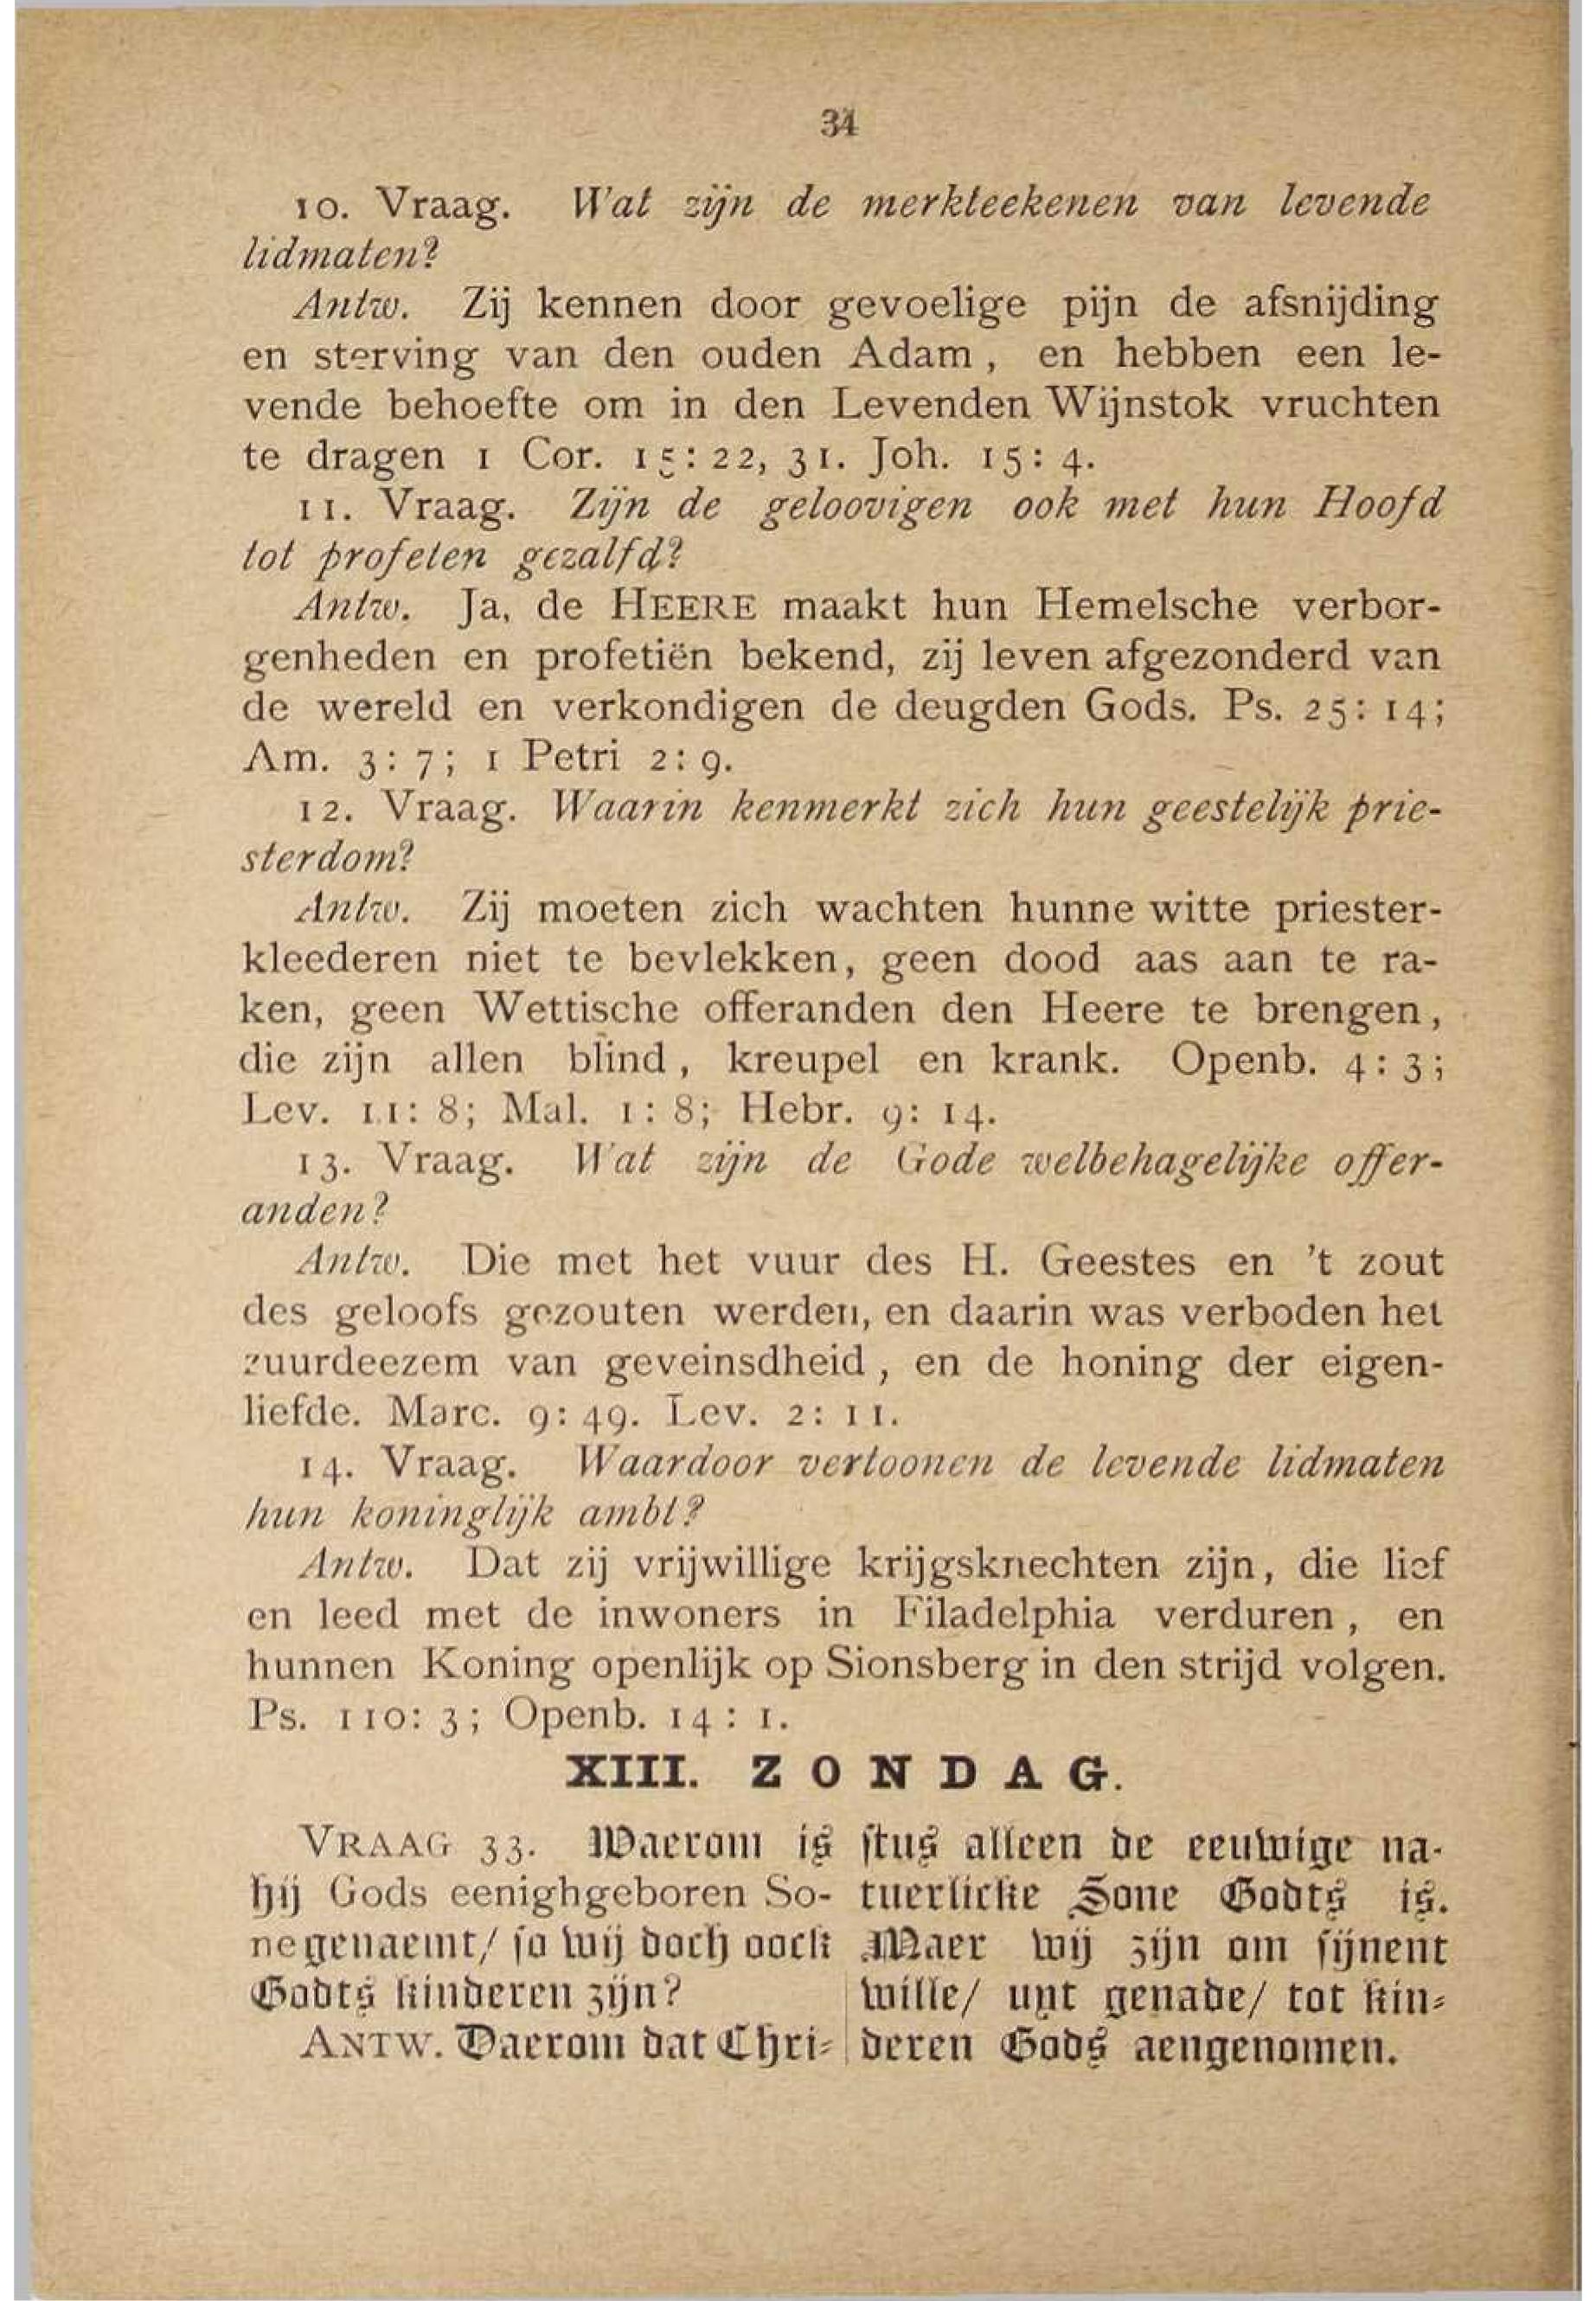 34
10. Vraag. Wat zijn de merkteekenen van levende
lidmaten?
Antw. Zij kennen door gevoelige pijn de afsnijding
en sterving van den ouden Adam, en hebben een le-
vende behoefte om in den Levenden Wijnstok vruchten
te dragen 1 Cor. 15: 22, 31. Joh. 15: 4.
11. Vraag. Zijn de geloovigen ook met hun Hoofd
tot profeten gezalfd?
Antw. Ja, de HEERE maakt hun Hemelsche verbor-
genheden en profetiën bekend, zij leven afgezonderd van
de wereld en verkondigen de deugden Gods. Ps. 25: 14;
Am. 3: 7; 1 Petri 2: 9.
12. Vraag. Waarin kenmerkt zich hun geestelijk prie-
sterdom?
Antw. Zij moeten zich wachten hunne witte priester-
kleederen niet te bevlekken, geen dood aas aan te ra-
ken, geen Wettische offeranden den Heere te brengen,
die zijn allen blind, kreupel en krank. Openb. 4: 3;
Lev. 11: 8; Mal. 1: 8; Hebr. 9: 14.
13. Vraag. Wat zijn de Gode welbehagelijke offer-
anden?
Antw. Die met het vuur des H. Geestes en 't zout
des geloofs gezouten werden, en daarin was verboden het
zuurdeezem van geveinsdheid, en de honing der eigen-
liefde. Marc. 9: 49. Lev. 2: 11.
14. Vraag. Waardoor vertoonen de levende lidmaten
hun koninglijk ambt?
Antw. Dat zij vrijwillige krijgsknechten zijn, die lief
en leed met de inwoners in Filadelphia verduren, en
hunnen Koning openlijk op Sionsberg in den strijd volgen.
Ps. 110: 3; Openb. 14: 1.
XIII. ZONDAG.
VRAAG 33. Waerom is
hij Gods eenighgeboren So-
ne genaemt/ so wij doch oock
Godts kinderen zijn?
ANTW. Daerom dat Chri-
stus alleen de eeuwige na-
tuerlicke Sone Godts is.
Maer wij zijn om sijnent
wille/ uyt genade/ tot kin-
deren Gods aengenomen.